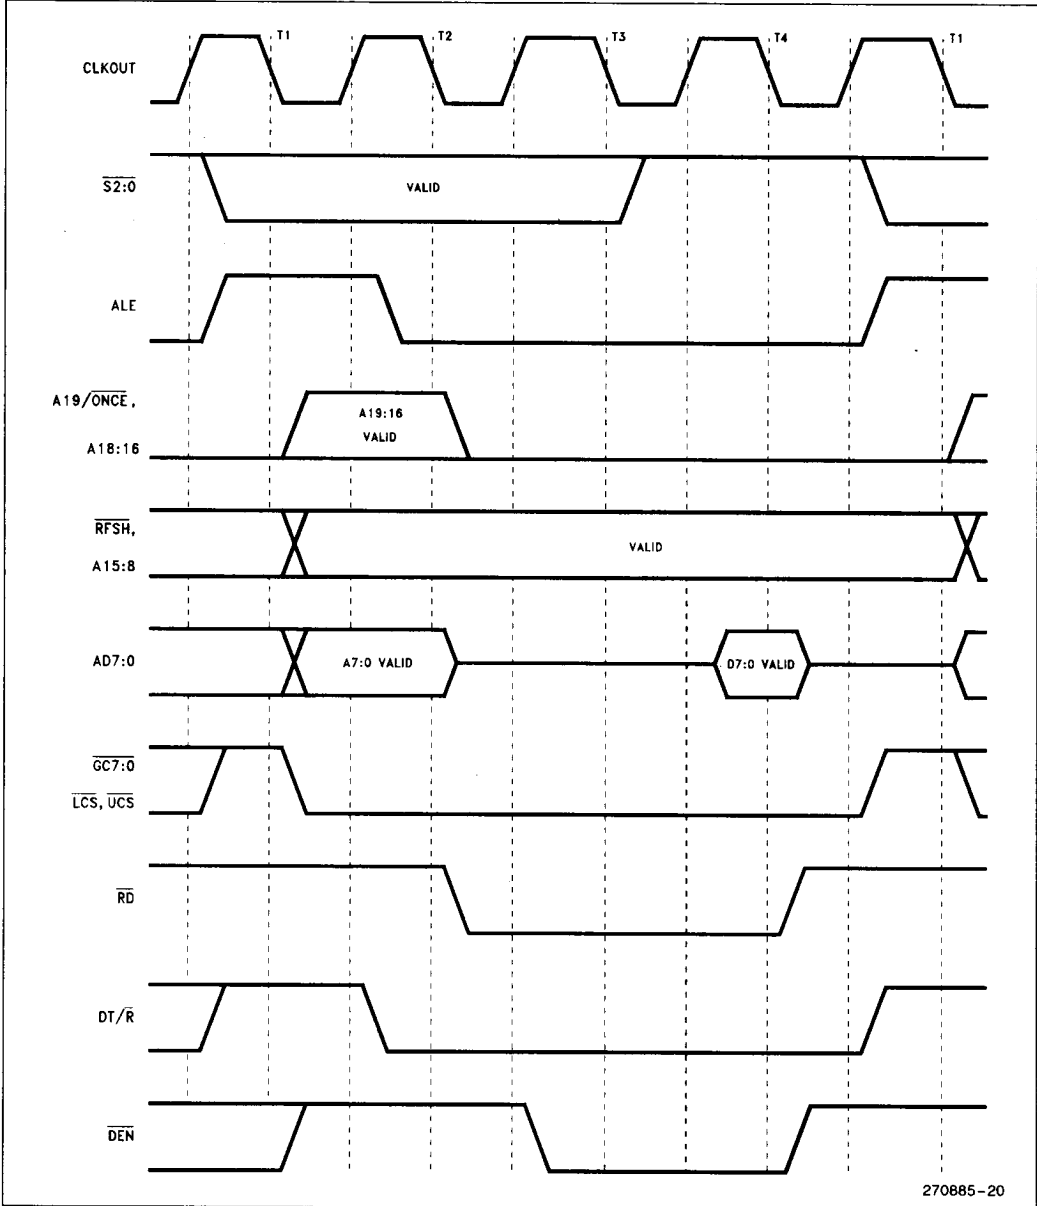 T1 T2 T3 T4 T1
CLKOUT
S2:0
VALID
ALE
A19/ONCE,
A18:16
A19:16
VALID
RFSH,
A15:8
VALID
AD7:0
A7:0 VALID
D7:0 VALID
GC7:0
LCS, UCS
RD
DT/R
DEN
270885-20